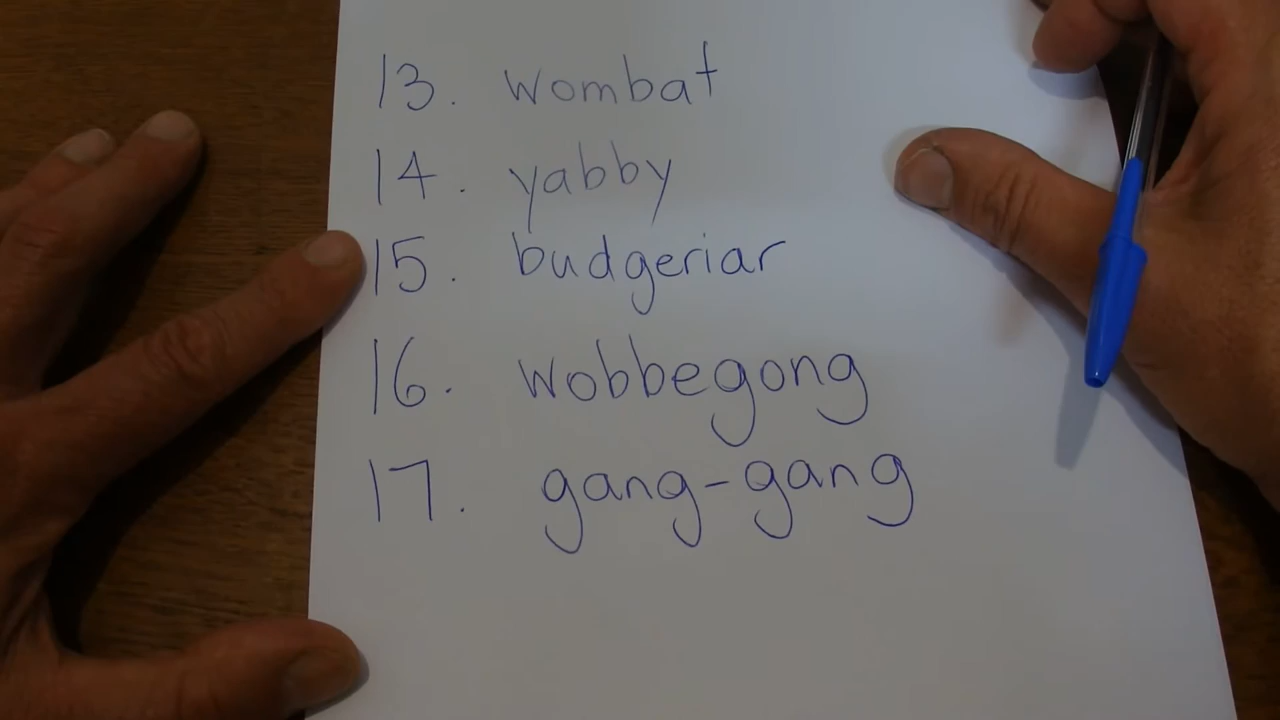 13. wombat
14. yabby
15. budgeriar
16. wobbegong
17. gang-gang